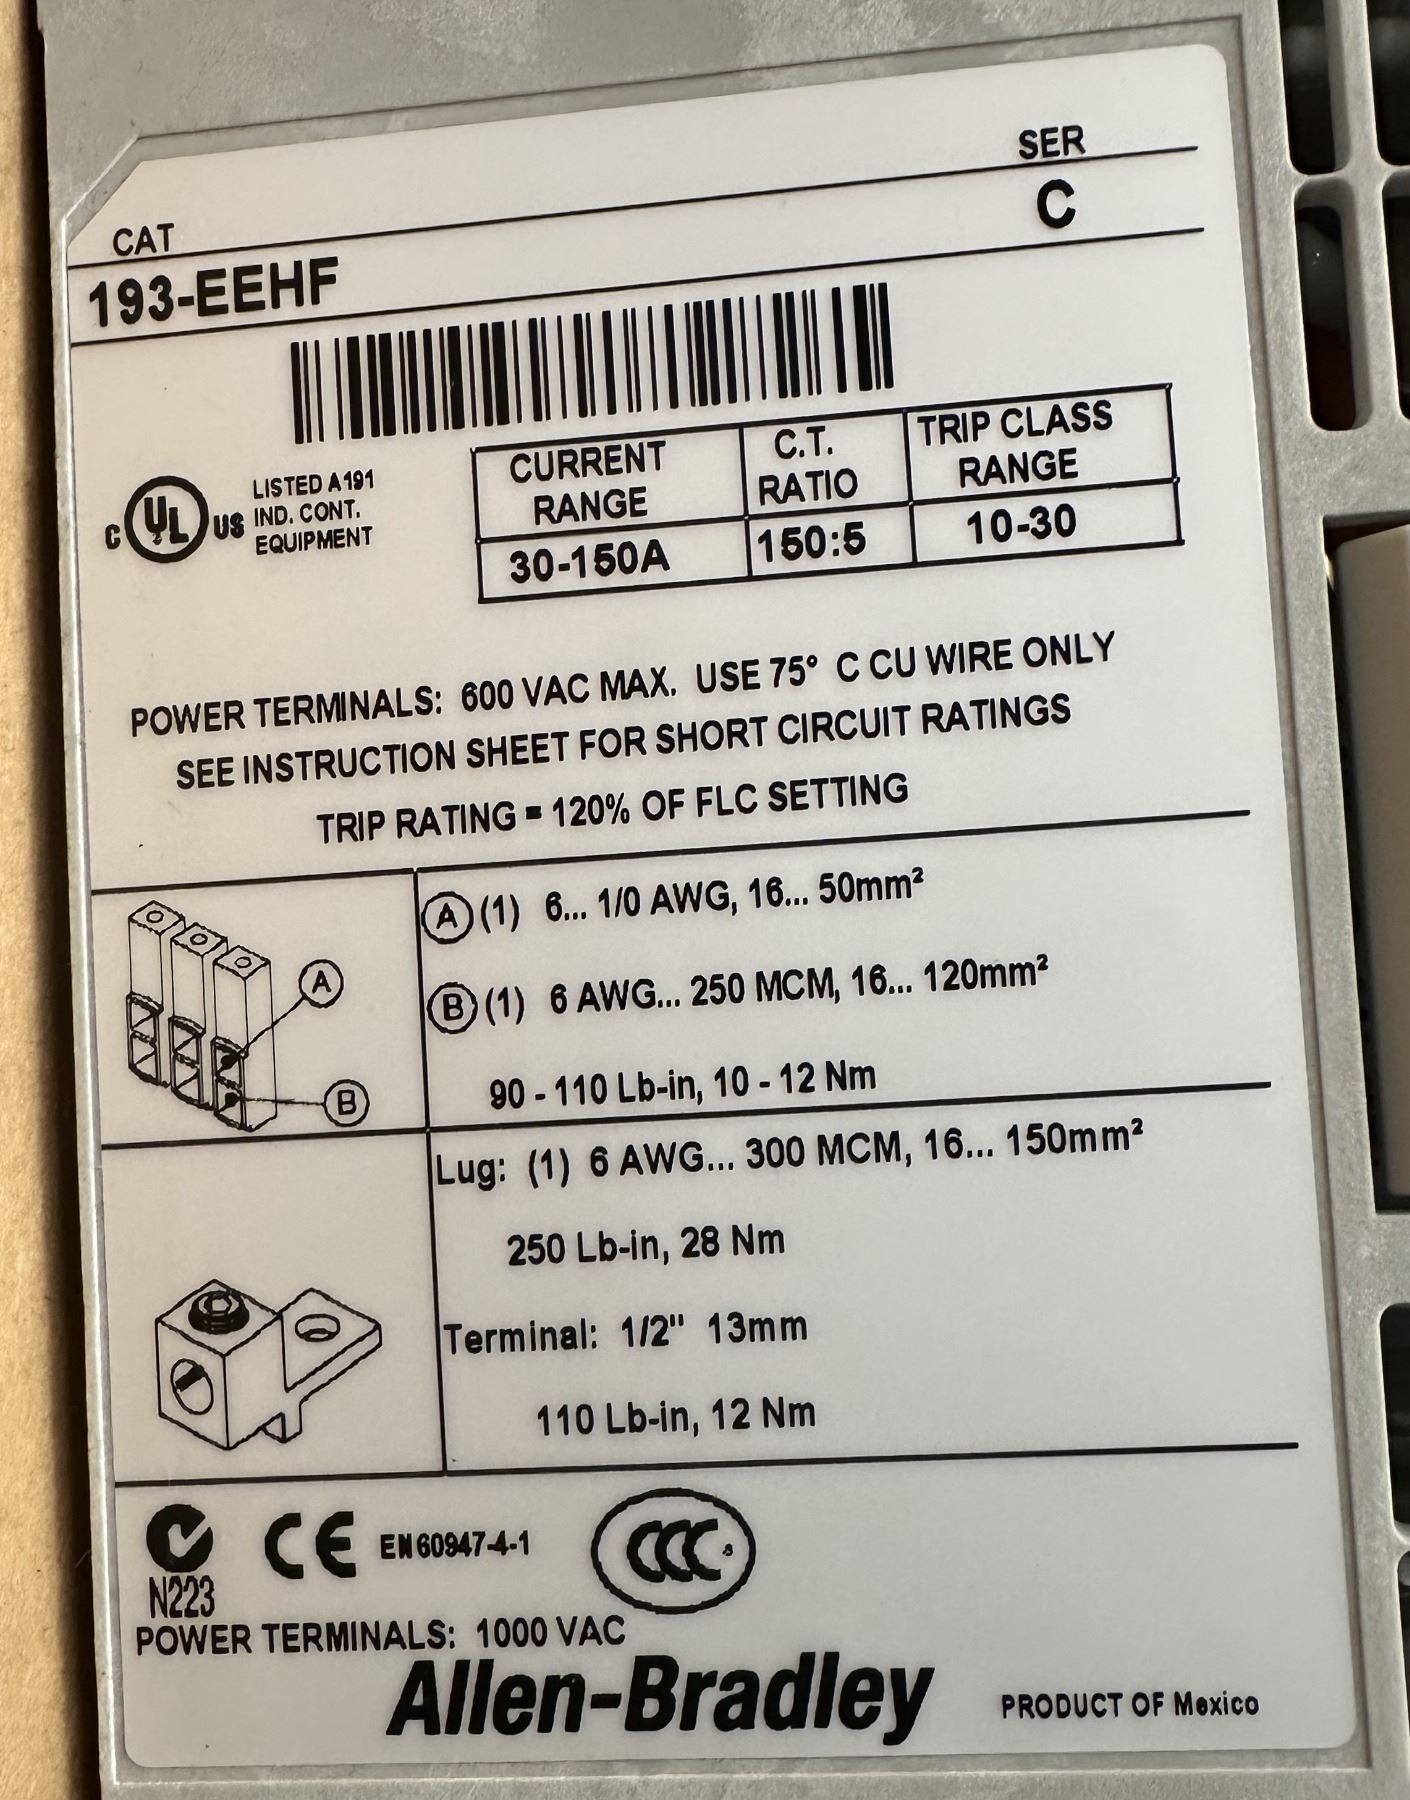 SER
C
CAT
193-EEHF
C UL US
LISTED A191
IND. CONT.
EQUIPMENT
CURRENT RANGE
C.T. RATIO
TRIP CLASS RANGE
30-150A
150:5
10-30
POWER TERMINALS: 600 VAC MAX. USE 75° C CU WIRE ONLY
SEE INSTRUCTION SHEET FOR SHORT CIRCUIT RATINGS
TRIP RATING = 120% OF FLC SETTING
A
B
A (1) 6... 1/0 AWG, 16... 50mm²
B (1) 6 AWG... 250 MCM, 16... 120mm²
90 - 110 Lb-in, 10 - 12 Nm
Lug: (1) 6 AWG... 300 MCM, 16... 150mm²
250 Lb-in, 28 Nm
Terminal: 1/2" 13mm
110 Lb-in, 12 Nm
N223
CE
EN60947-4-1
CCC
POWER TERMINALS: 1000 VAC
Allen-Bradley
PRODUCT OF Mexico